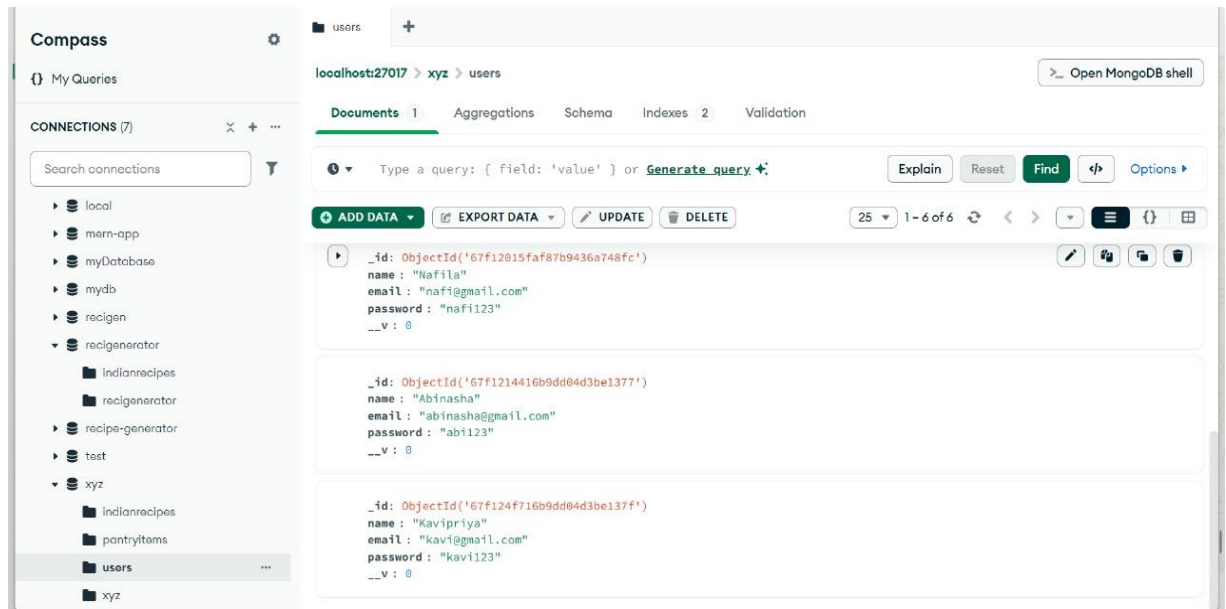 Compass
{} My Queries
CONNECTIONS (7)
Search connections
local
mern-app
myDatabase
mydb
recigen
recigenerator
indianrecipes
recigenerator
recipe-generator
test
xyz
indianrecipes
pantryitems
users
xyz
users
localhost:27017 > xyz > users
>_ Open MongoDB shell
Documents 1 Aggregations Schema Indexes 2 Validation
Type a query: { field: 'value' } or Generate query
Explain Reset Find </> Options
ADD DATA EXPORT DATA UPDATE DELETE 25 1 – 6 of 6 {}
_id: ObjectId('67f12015faf87b9436a748fc')
name : "Nafila"
email : "nafi@gmail.com"
password : "nafi123"
__v : 0
_id: ObjectId('67f1214416b9dd04d3be1377')
name : "Abinasha"
email : "abinasha@gmail.com"
password : "abi123"
__v : 0
_id: ObjectId('67f124f716b9dd04d3be137f')
name : "Kavipriya"
email : "kavi@gmail.com"
password : "kavi123"
__v : 0